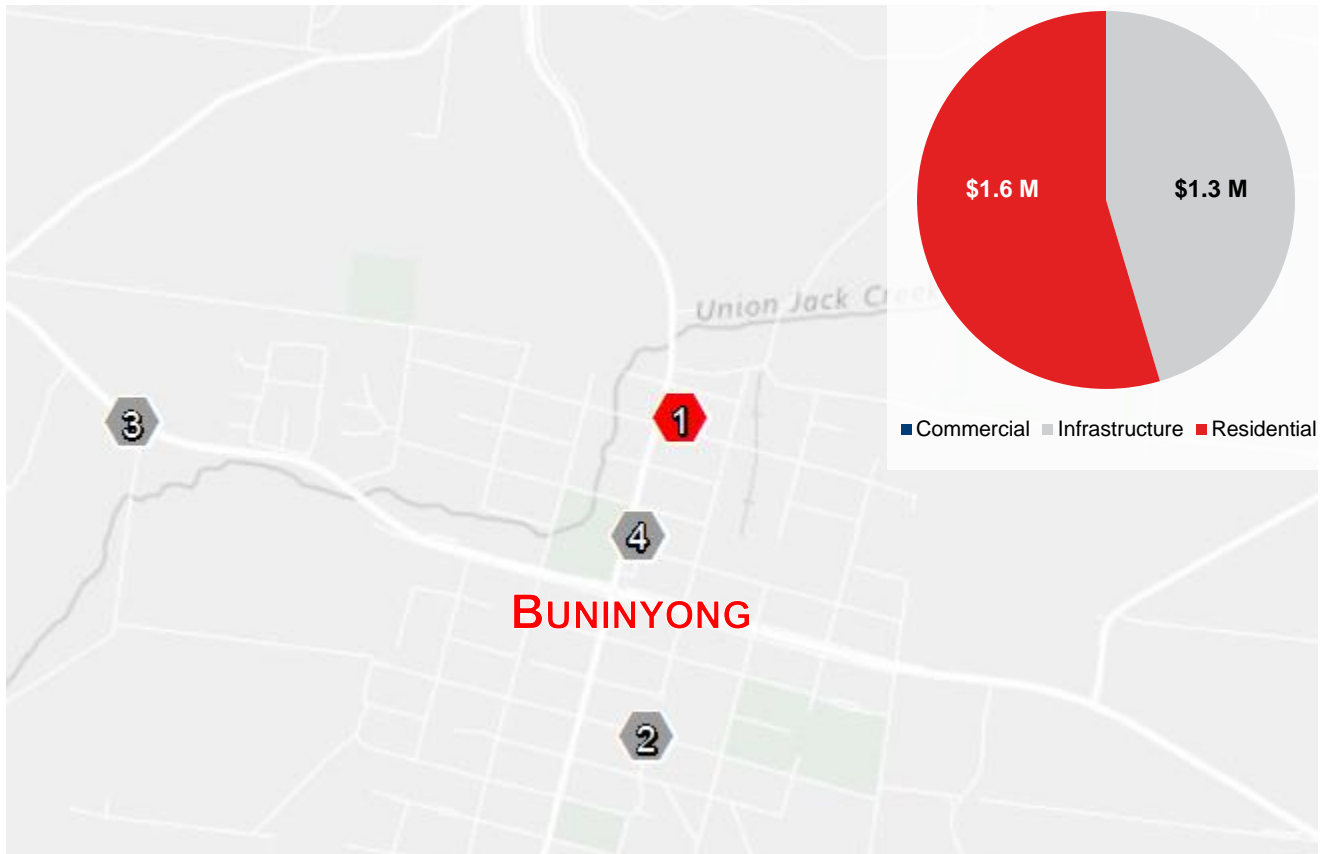 $1.6 M
$1.3 M
Union Jack Creek
Commercial Infrastructure Residential
3
1
4
BUNINYONG
2